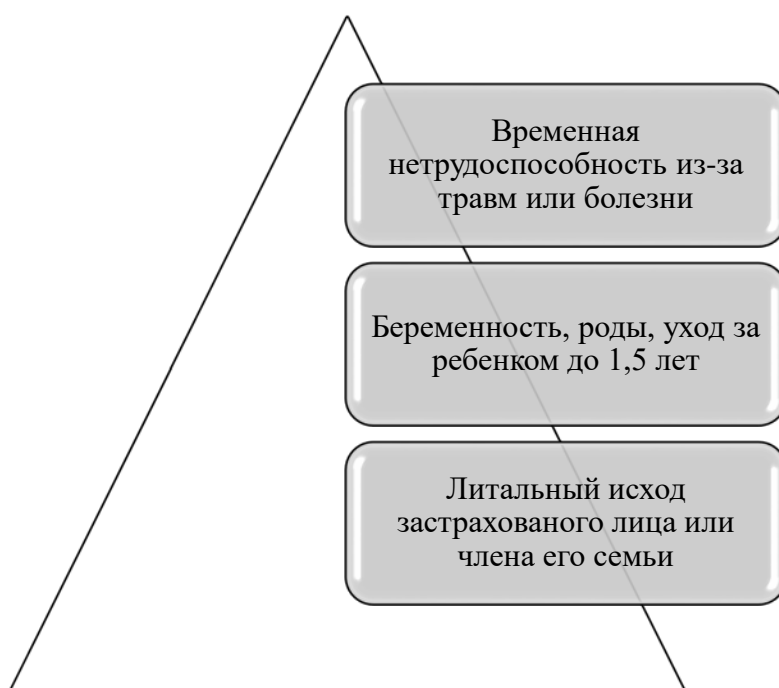 Временная
нетрудоспособность из-за
травм или болезни
Беременность, роды, уход за
ребенком до 1,5 лет
Литальный исход
застрахованого лица или
члена его семьи